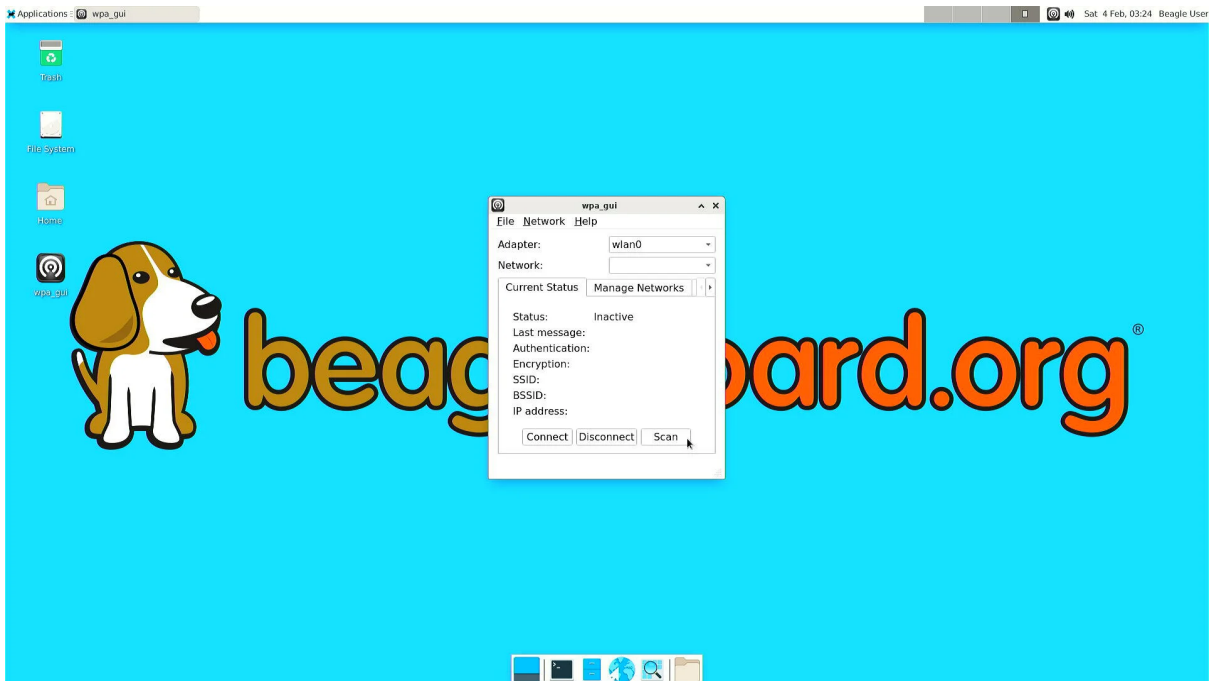 Applications
wpa_gui
Sat 4 Feb, 03:24 Beagle User
Trash
File System
Home
wpa_gui
wpa_gui
File Network Help
Adapter: wlan0
Network:
Current Status Manage Networks
Status: Inactive
Last message:
Authentication:
Encryption:
SSID:
BSSID:
IP address:
Connect Disconnect Scan
beag oard.org®